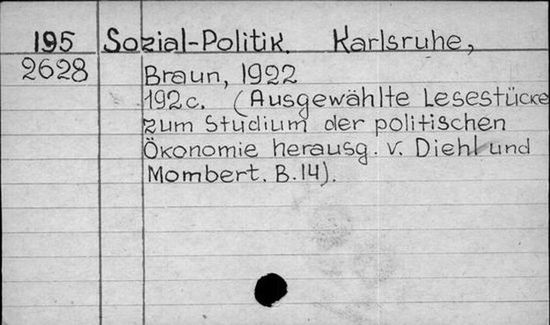 195 Sozial-Politik. Karlsruhe,
2628 Braun, 1922
192c. (Ausgewählte Lesestücke
zum Studium der politischen
Ökonomie herausg. v. Diehl und
Mombert. B.14).